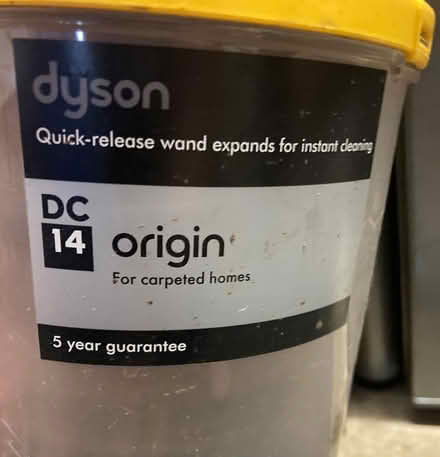 dyson
Quick-release wand expands for instant cleaning
DC
14 origin
For carpeted homes
5 year guarantee